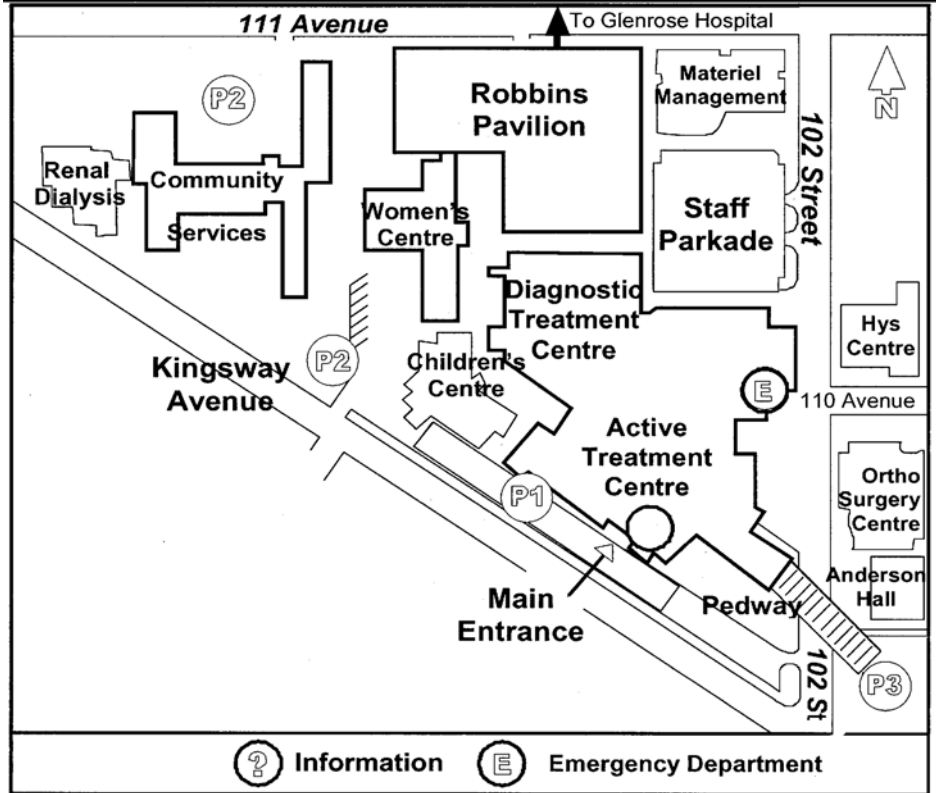 111 Avenue
To Glenrose Hospital
P2
Robbins
Pavilion
Materiel
Management
N
102 Street
Renal
Dialysis
Community
Services
Women's
Centre
Staff
Parkade
Diagnostic
Treatment
Centre
Hys
Centre
Kingsway
Avenue
P2
Children's
Centre
E
110 Avenue
Active
Treatment
Centre
P1
Ortho
Surgery
Centre
Main
Entrance
Pedway
Anderson
Hall
102 St
P3
? Information
E Emergency Department